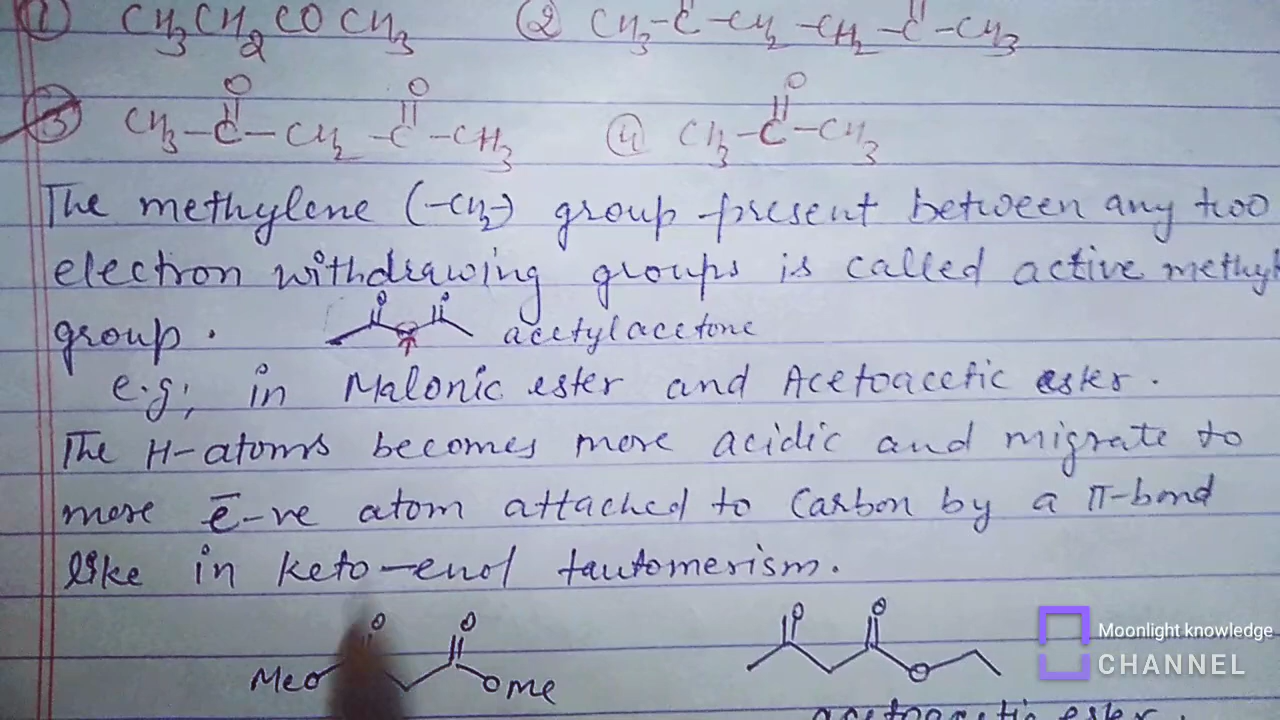 ① CH3CH2COCH3 ② CH3-C-CH2-CH2-C-CH3
O O O
③ CH3-C-CH2-C-CH3 ④ CH3-C-CH3
The methylene (-CH2-) group present between any two
electron withdrawing groups is called active methyl
group. O O acetylacetone
e.g; in Malonic ester and Acetoacetic ester.
The H-atoms becomes more acidic and migrate to
more e-ve atom attached to Carbon by a π-bond
like in keto-enol tautomerism.
O O O O
MeO OMe O
Moonlight knowledge
CHANNEL
acetoacetic ester.